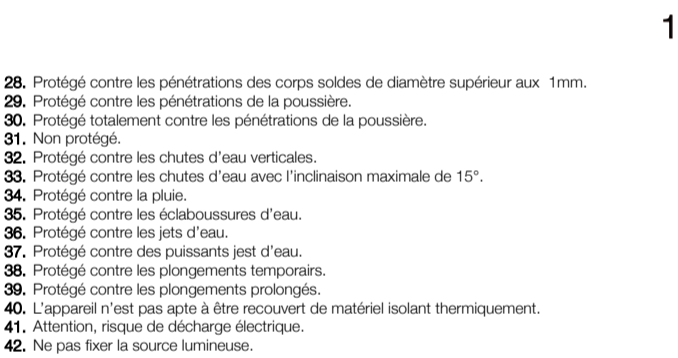 1
28. Protégé contre les pénétrations des corps soldes de diamètre supérieur aux 1mm.
29. Protégé contre les pénétrations de la poussière.
30. Protégé totalement contre les pénétrations de la poussière.
31. Non protégé.
32. Protégé contre les chutes d'eau verticales.
33. Protégé contre les chutes d'eau avec l'inclinaison maximale de 15°.
34. Protégé contre la pluie.
35. Protégé contre les éclaboussures d'eau.
36. Protégé contre les jets d'eau.
37. Protégé contre des puissants jest d'eau.
38. Protégé contre les plongements temporairs.
39. Protégé contre les plongements prolongés.
40. L'appareil n'est pas apte à être recouvert de matériel isolant thermiquement.
41. Attention, risque de décharge électrique.
42. Ne pas fixer la source lumineuse.